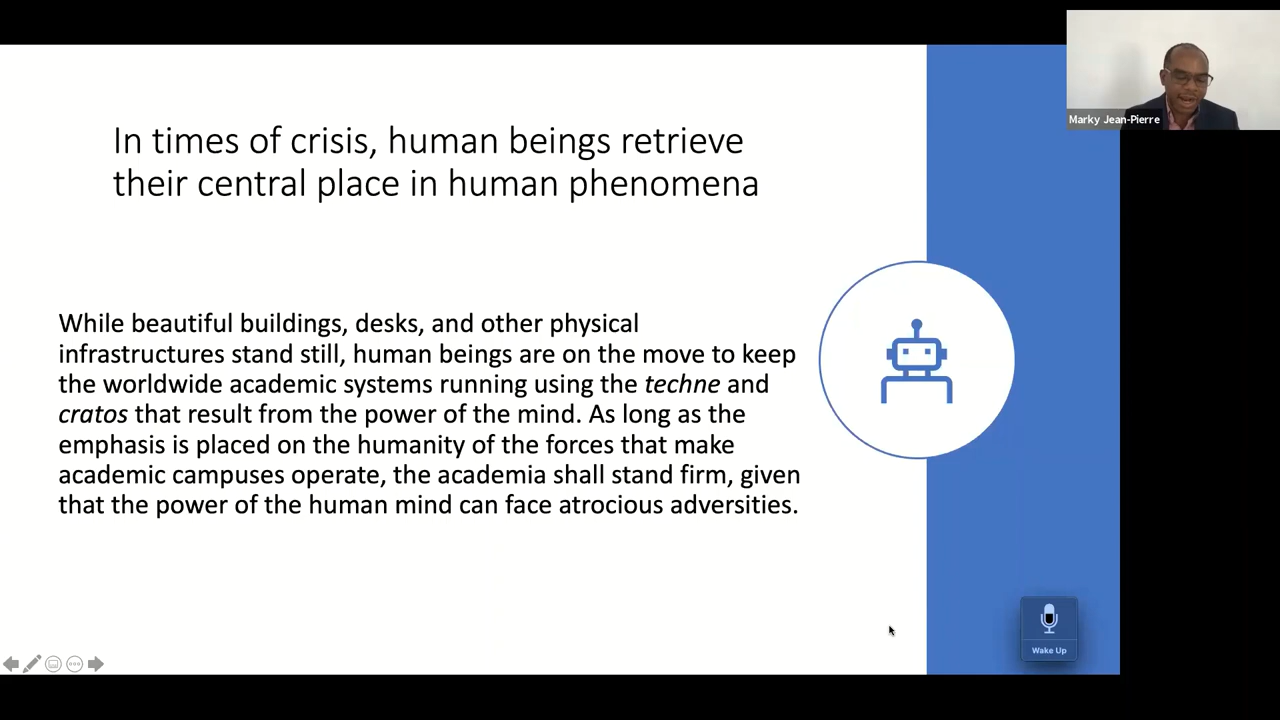 Marky Jean-Pierre
In times of crisis, human beings retrieve
their central place in human phenomena
While beautiful buildings, desks, and other physical
infrastructures stand still, human beings are on the move to keep
the worldwide academic systems running using the techne and
cratos that result from the power of the mind. As long as the
emphasis is placed on the humanity of the forces that make
academic campuses operate, the academia shall stand firm, given
that the power of the human mind can face atrocious adversities.
Wake Up